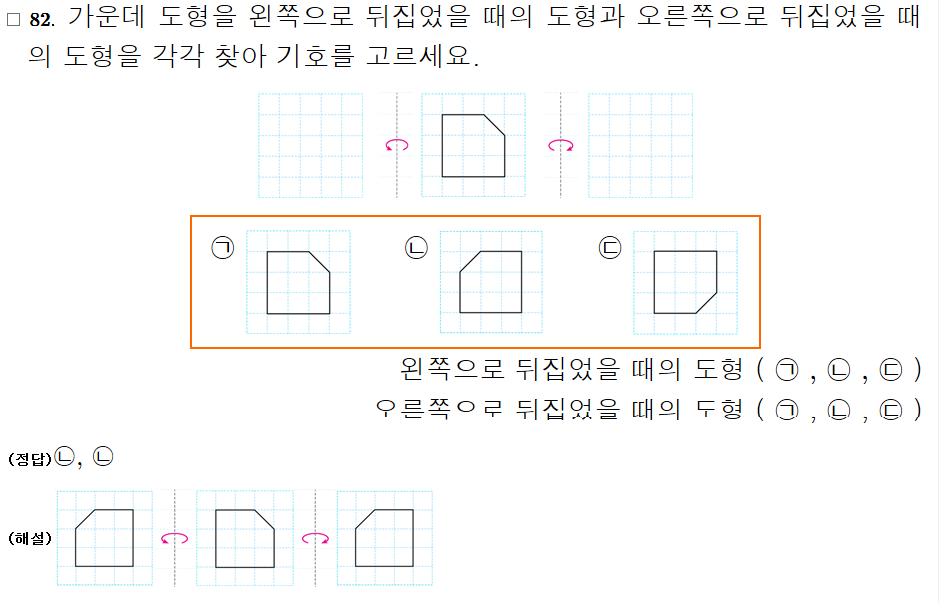 □ 82. 가운데 도형을 왼쪽으로 뒤집었을 때의 도형과 오른쪽으로 뒤집었을 때
의 도형을 각각 찾아 기호를 고르세요.
㉠ ㉡ ㉢
왼쪽으로 뒤집었을 때의 도형 ( ㉠ , ㉡ , ㉢ )
오른쪽으로 뒤집었을 때의 도형 ( ㉠ , ㉡ , ㉢ )
(정답)㉡, ㉡
(해설)